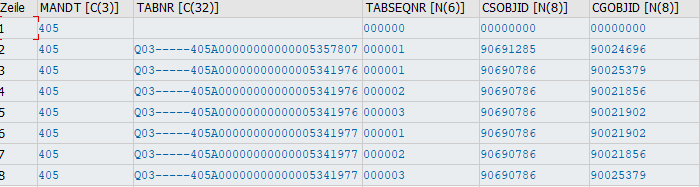 Zeile MANDT [C(3)] TABNR [C(32)] TABSEQNR [N(6)] CSOBJID [N(8)] CGOBJID [N(8)]
1 405 000000 00000000 00000000
2 405 Q03-----405A00000000000005357807 000001 90691285 90024696
3 405 Q03-----405A00000000000005341976 000001 90690786 90025379
4 405 Q03-----405A00000000000005341976 000002 90690786 90021856
5 405 Q03-----405A00000000000005341976 000003 90690786 90021902
6 405 Q03-----405A00000000000005341977 000001 90690786 90021902
7 405 Q03-----405A00000000000005341977 000002 90690786 90021856
8 405 Q03-----405A00000000000005341977 000003 90690786 90025379